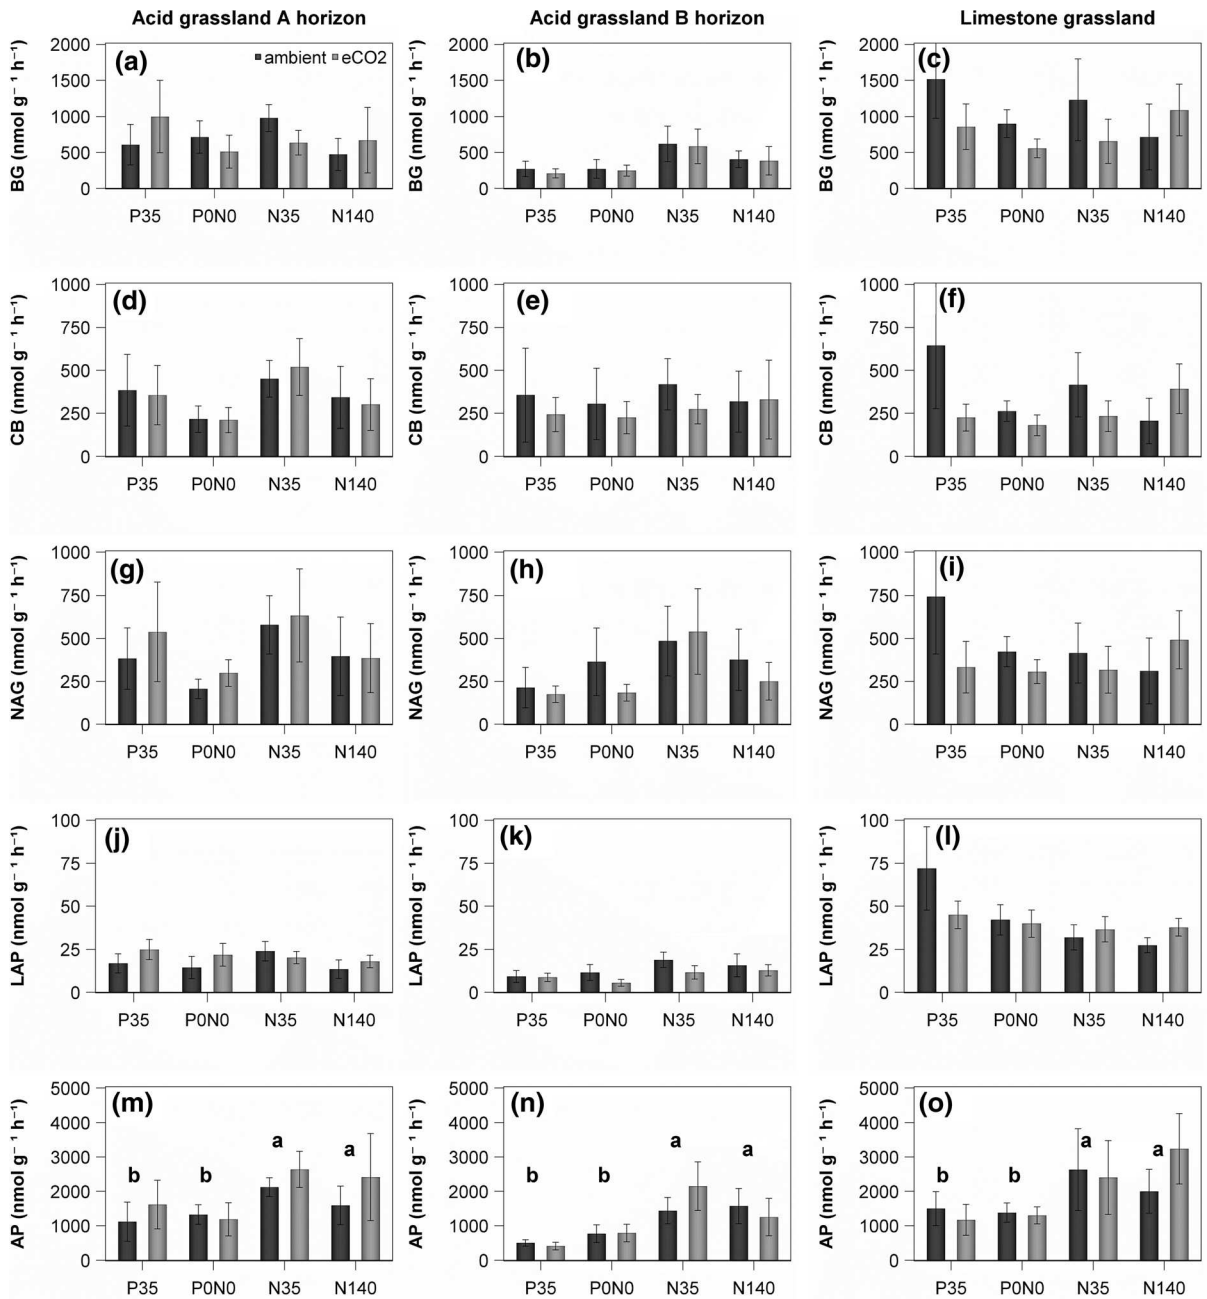 Acid grassland A horizon
Acid grassland B horizon
Limestone grassland
BG (nmol g⁻ ¹ h⁻¹)
2000
1500
1000
500
0
(a)
ambient eCO2
P35 P0N0 N35 N140
BG (nmol g⁻ ¹ h⁻¹)
2000
1500
1000
500
0
(b)
P35 P0N0 N35 N140
BG (nmol g⁻ ¹ h⁻¹)
2000
1500
1000
500
0
(c)
P35 P0N0 N35 N140
CB (nmol g⁻ ¹ h⁻¹)
1000
750
500
250
0
(d)
P35 P0N0 N35 N140
CB (nmol g⁻ ¹ h⁻¹)
1000
750
500
250
0
(e)
P35 P0N0 N35 N140
CB (nmol g⁻ ¹ h⁻¹)
1000
750
500
250
0
(f)
P35 P0N0 N35 N140
NAG (nmol g⁻ ¹ h⁻¹)
1000
750
500
250
0
(g)
P35 P0N0 N35 N140
NAG (nmol g⁻ ¹ h⁻¹)
1000
750
500
250
0
(h)
P35 P0N0 N35 N140
NAG (nmol g⁻ ¹ h⁻¹)
1000
750
500
250
0
(i)
P35 P0N0 N35 N140
LAP (nmol g⁻ ¹ h⁻¹)
100
75
50
25
0
(j)
P35 P0N0 N35 N140
LAP (nmol g⁻ ¹ h⁻¹)
100
75
50
25
0
(k)
P35 P0N0 N35 N140
LAP (nmol g⁻ ¹ h⁻¹)
100
75
50
25
0
(l)
P35 P0N0 N35 N140
AP (nmol g⁻ ¹ h⁻¹)
5000
4000
3000
2000
1000
0
(m)
b b a a
P35 P0N0 N35 N140
AP (nmol g⁻ ¹ h⁻¹)
5000
4000
3000
2000
1000
0
(n)
b b a a
P35 P0N0 N35 N140
AP (nmol g⁻ ¹ h⁻¹)
5000
4000
3000
2000
1000
0
(o)
b b a a
P35 P0N0 N35 N140